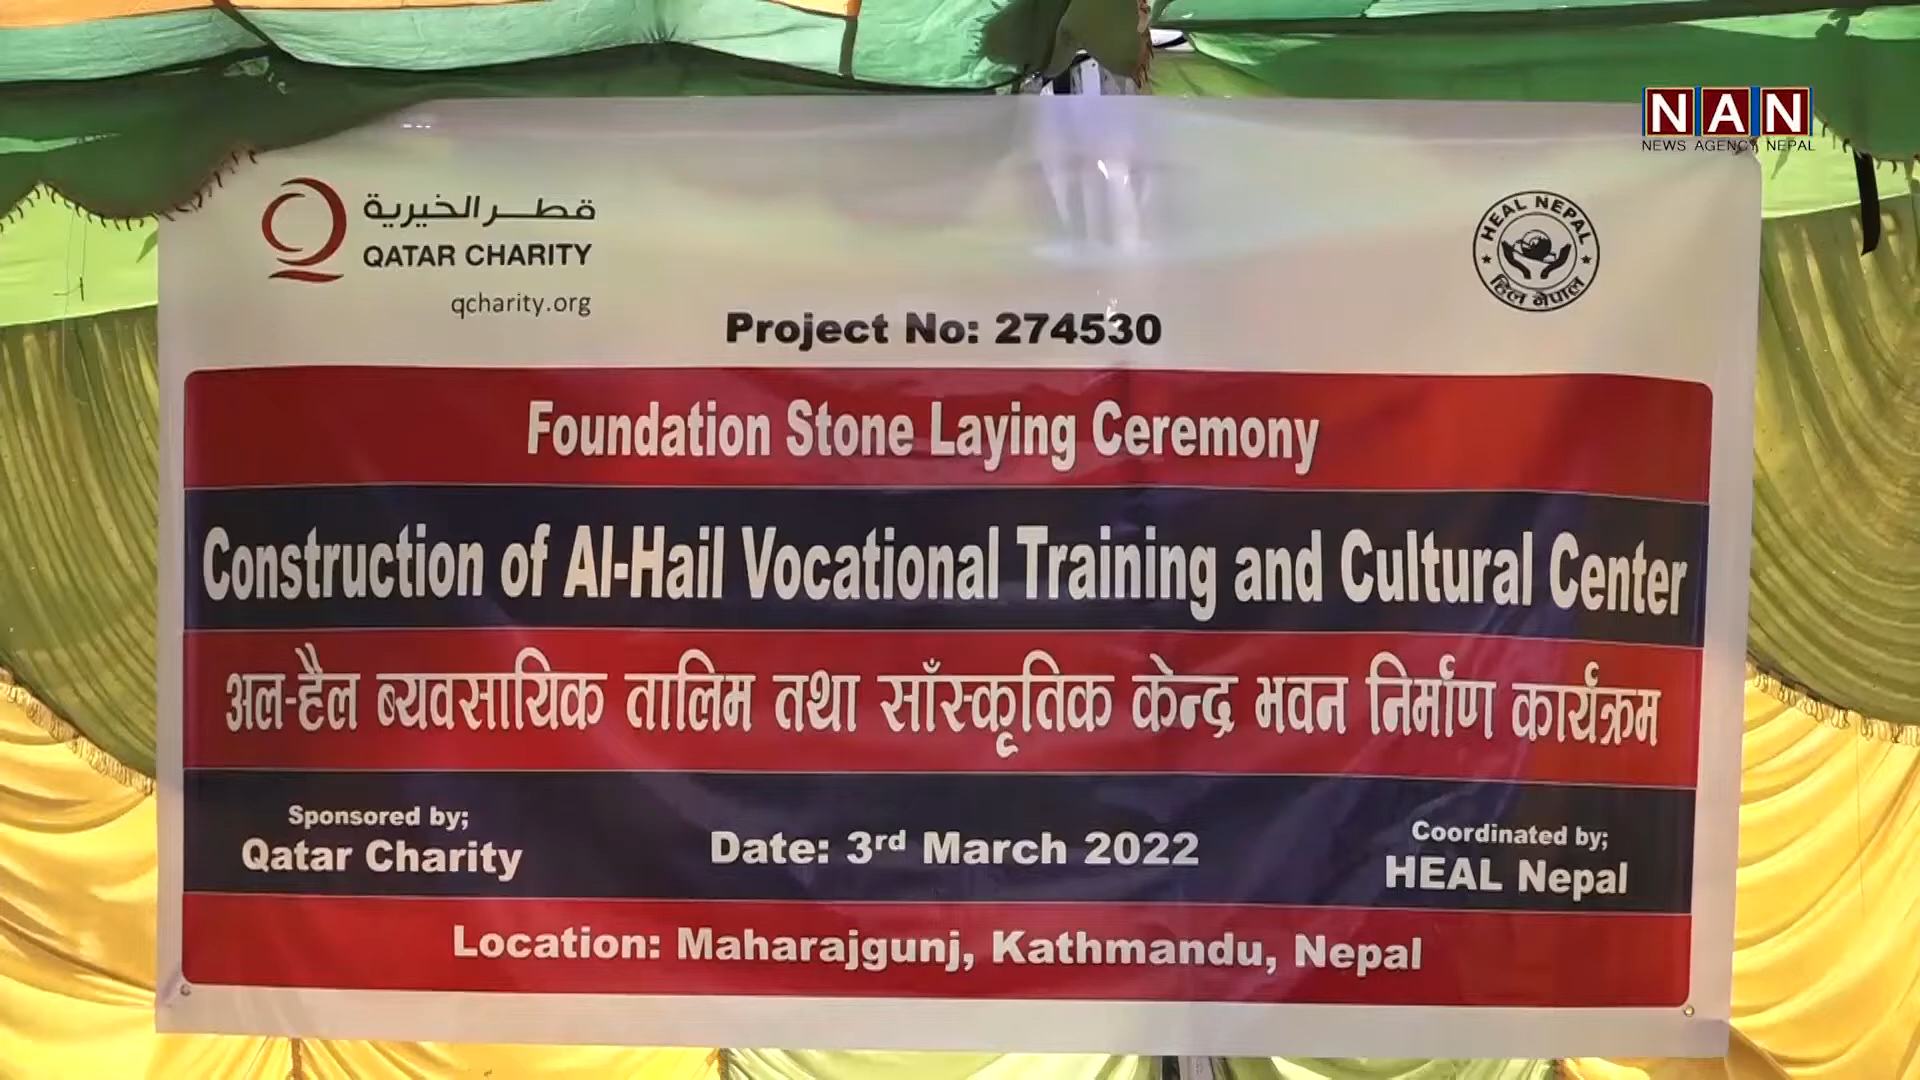 NAN
NEWS AGENCY NEPAL
قطر الخيرية
QATAR CHARITY
qcharity.org
HEAL NEPAL
हिल नेपाल
Project No: 274530
Foundation Stone Laying Ceremony
Construction of Al-Hail Vocational Training and Cultural Center
अल-हैल ब्यवसायिक तालिम तथा साँस्कृतिक केन्द्र भवन निर्माण कार्यक्रम
Sponsored by;
Qatar Charity
Date: 3rd March 2022
Coordinated by;
HEAL Nepal
Location: Maharajgunj, Kathmandu, Nepal